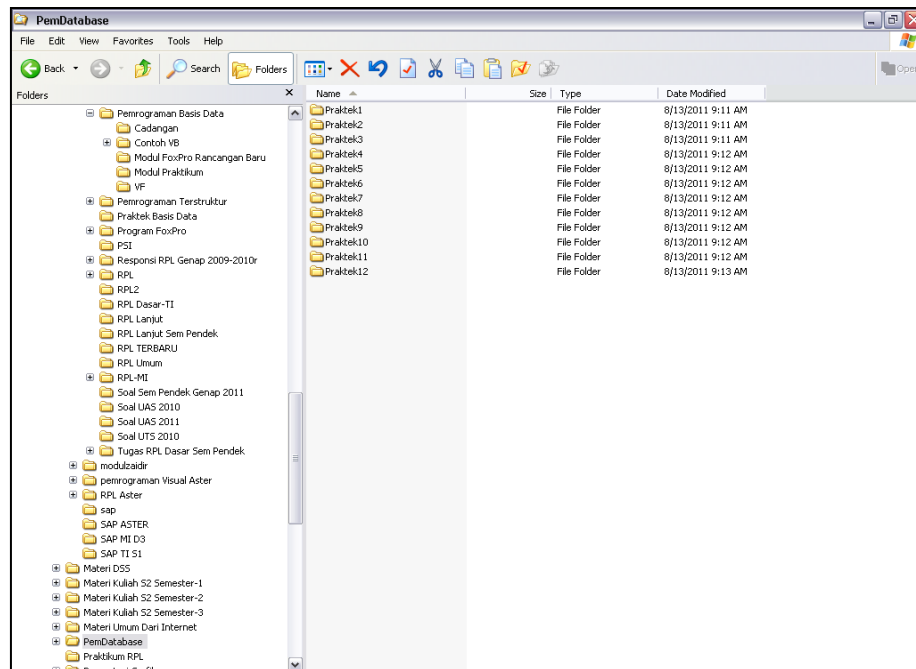 PemDatabase
File Edit View Favorites Tools Help
Back Search Folders
Folders
Pemrograman Basis Data
Cadangan
Contoh VB
Modul FoxPro Rancangan Baru
Modul Praktikum
VF
Pemrograman Terstruktur
Praktek Basis Data
Program FoxPro
PSI
Responsi RPL Genap 2009-2010r
RPL
RPL2
RPL Dasar-TI
RPL Lanjut
RPL Lanjut Sem Pendek
RPL TERBARU
RPL Umum
RPL-MI
Soal Sem Pendek Genap 2011
Soal UAS 2010
Soal UAS 2011
Soal UTS 2010
Tugas RPL Dasar Sem Pendek
modulzaidir
pemrograman Visual Aster
RPL Aster
sap
SAP ASTER
SAP MI D3
SAP TI S1
Materi DSS
Materi Kuliah S2 Semester-1
Materi Kuliah S2 Semester-2
Materi Kuliah S2 Semester-3
Materi Umum Dari Internet
PemDatabase
Praktikum RPL
Name Size Type Date Modified
Praktek1 File Folder 8/13/2011 9:11 AM
Praktek2 File Folder 8/13/2011 9:11 AM
Praktek3 File Folder 8/13/2011 9:11 AM
Praktek4 File Folder 8/13/2011 9:12 AM
Praktek5 File Folder 8/13/2011 9:12 AM
Praktek6 File Folder 8/13/2011 9:12 AM
Praktek7 File Folder 8/13/2011 9:12 AM
Praktek8 File Folder 8/13/2011 9:12 AM
Praktek9 File Folder 8/13/2011 9:12 AM
Praktek10 File Folder 8/13/2011 9:12 AM
Praktek11 File Folder 8/13/2011 9:12 AM
Praktek12 File Folder 8/13/2011 9:13 AM